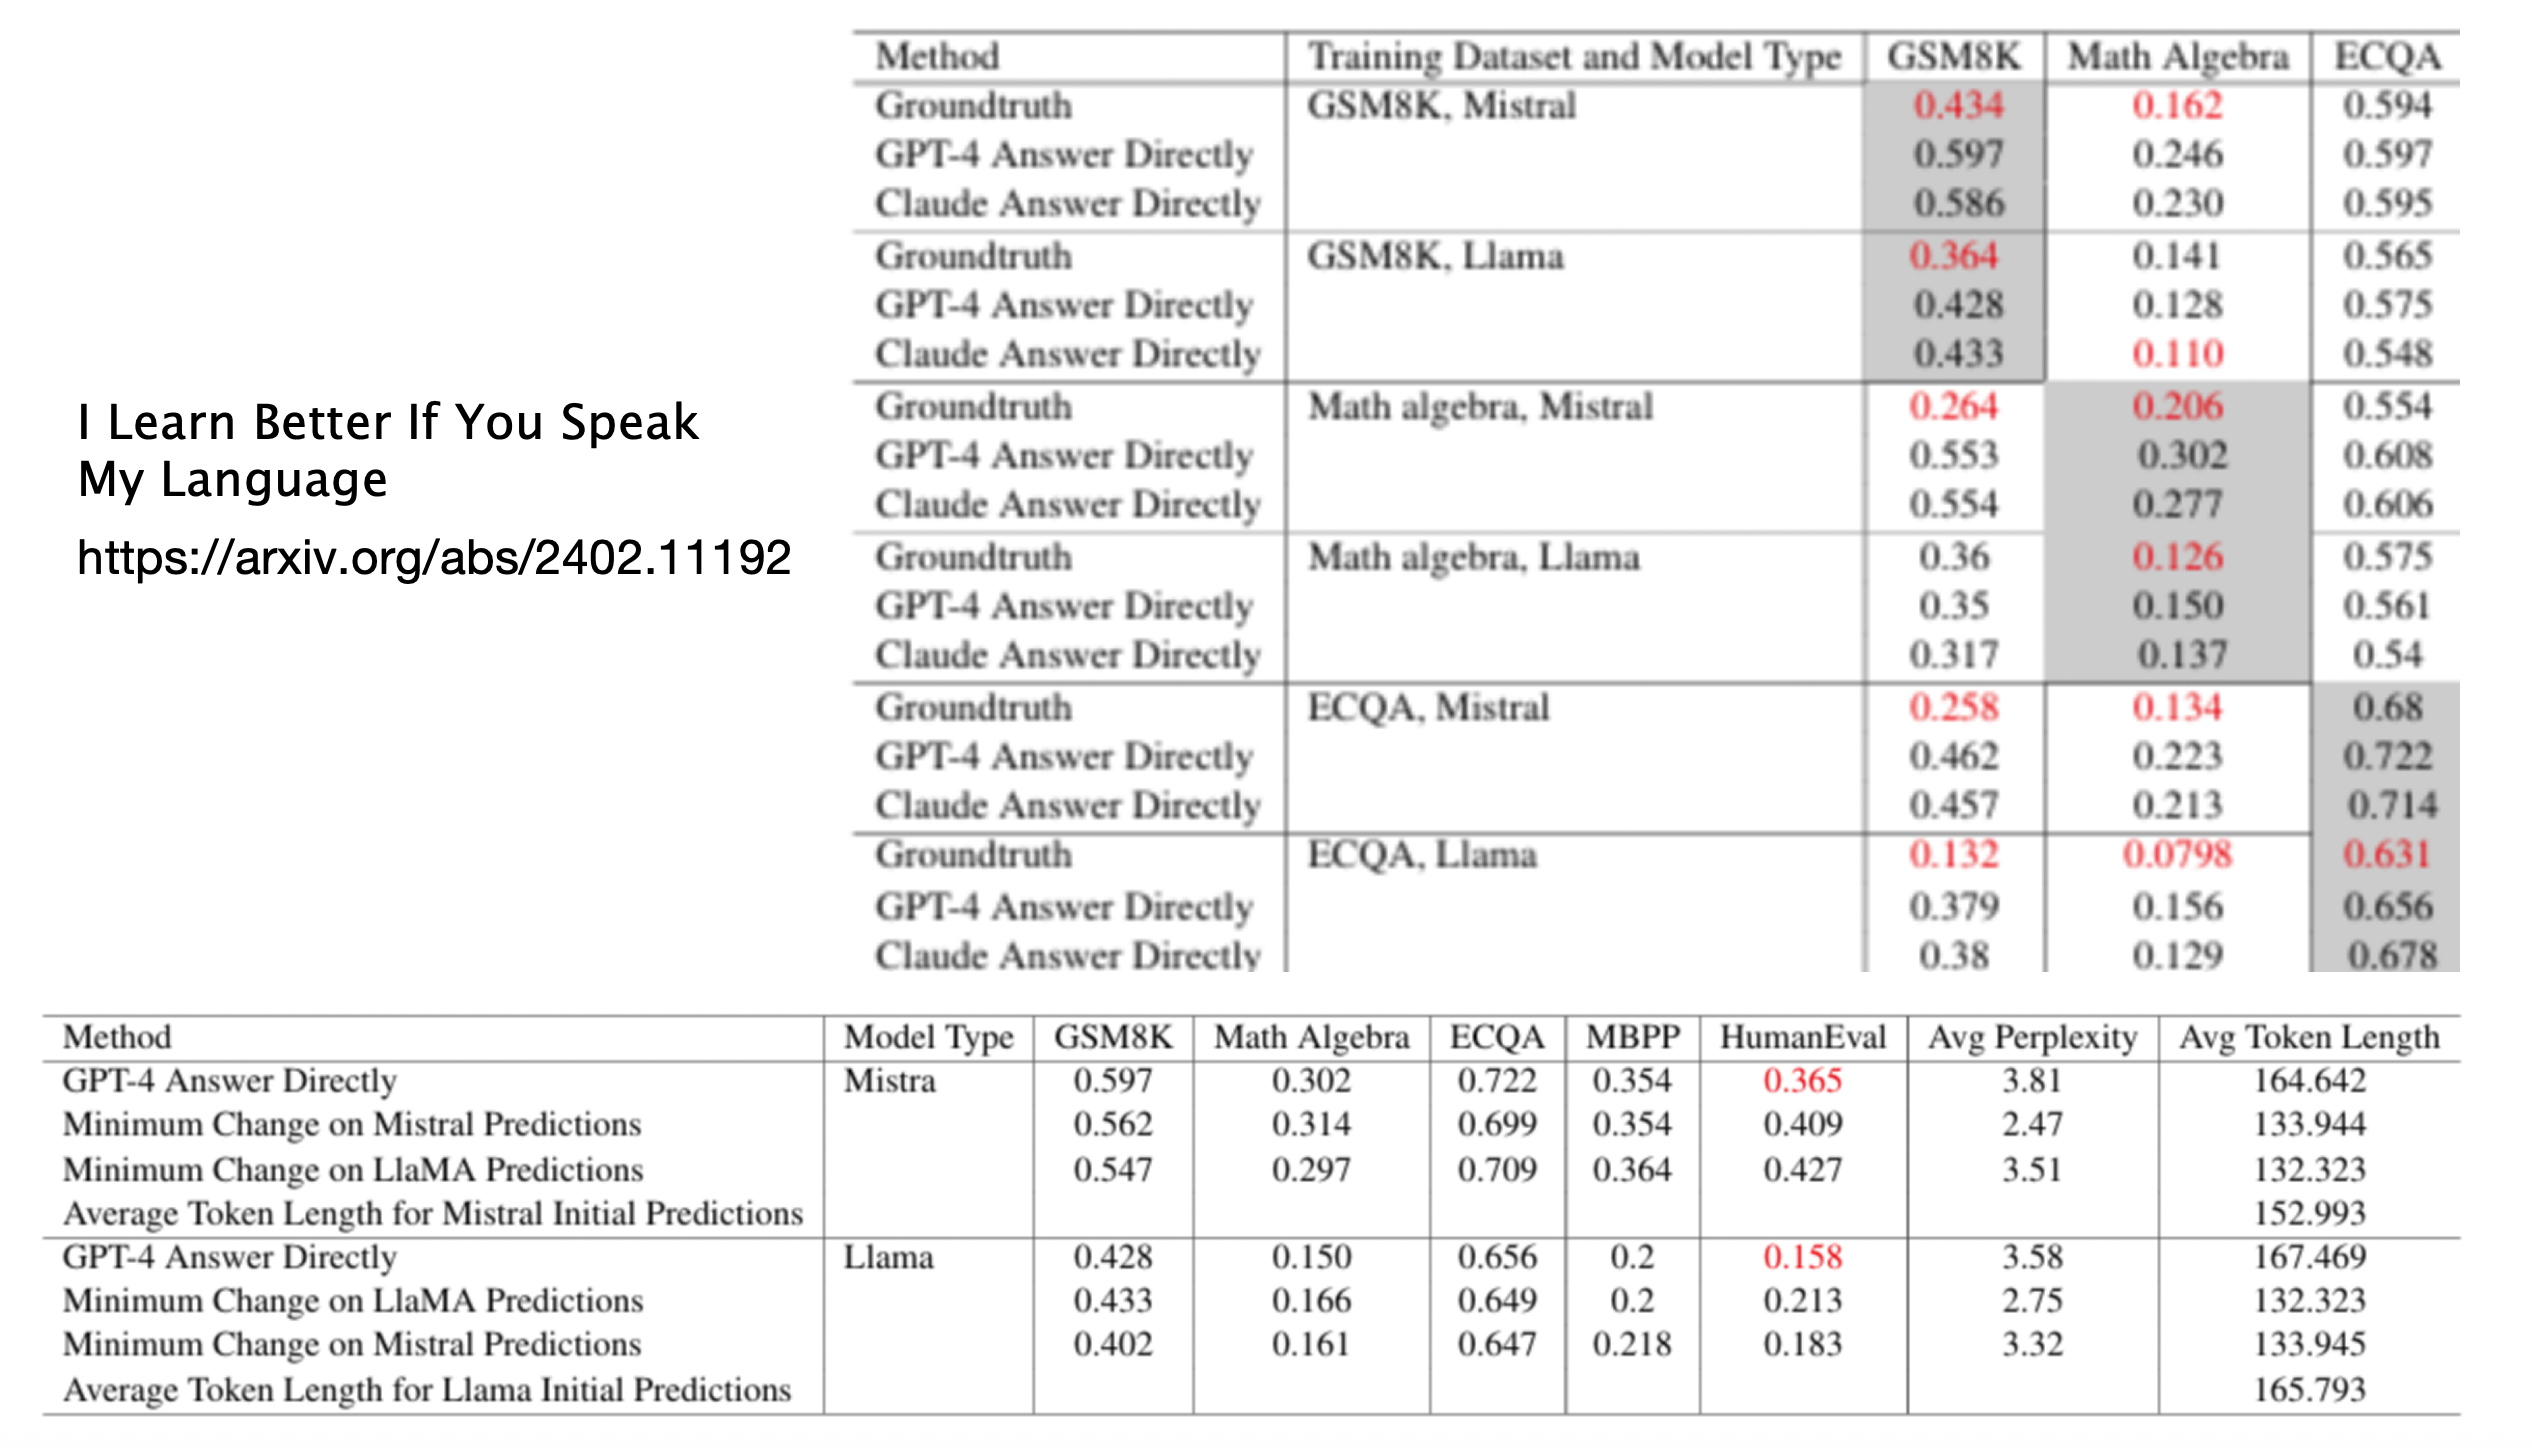 I Learn Better If You Speak
My Language
https://arxiv.org/abs/2402.11192
Method Training Dataset and Model Type GSM8K Math Algebra ECQA
Groundtruth GSM8K, Mistral 0.434 0.162 0.594
GPT-4 Answer Directly 0.597 0.246 0.597
Claude Answer Directly 0.586 0.230 0.595
Groundtruth GSM8K, Llama 0.364 0.141 0.565
GPT-4 Answer Directly 0.428 0.128 0.575
Claude Answer Directly 0.433 0.110 0.548
Groundtruth Math algebra, Mistral 0.264 0.206 0.554
GPT-4 Answer Directly 0.553 0.302 0.608
Claude Answer Directly 0.554 0.277 0.606
Groundtruth Math algebra, Llama 0.36 0.126 0.575
GPT-4 Answer Directly 0.35 0.150 0.561
Claude Answer Directly 0.317 0.137 0.54
Groundtruth ECQA, Mistral 0.258 0.134 0.68
GPT-4 Answer Directly 0.462 0.223 0.722
Claude Answer Directly 0.457 0.213 0.714
Groundtruth ECQA, Llama 0.132 0.0798 0.631
GPT-4 Answer Directly 0.379 0.156 0.656
Claude Answer Directly 0.38 0.129 0.678
Method Model Type GSM8K Math Algebra ECQA MBPP HumanEval Avg Perplexity Avg Token Length
GPT-4 Answer Directly Mistra 0.597 0.302 0.722 0.354 0.365 3.81 164.642
Minimum Change on Mistral Predictions 0.562 0.314 0.699 0.354 0.409 2.47 133.944
Minimum Change on LlaMA Predictions 0.547 0.297 0.709 0.364 0.427 3.51 132.323
Average Token Length for Mistral Initial Predictions 152.993
GPT-4 Answer Directly Llama 0.428 0.150 0.656 0.2 0.158 3.58 167.469
Minimum Change on LlaMA Predictions 0.433 0.166 0.649 0.2 0.213 2.75 132.323
Minimum Change on Mistral Predictions 0.402 0.161 0.647 0.218 0.183 3.32 133.945
Average Token Length for Llama Initial Predictions 165.793